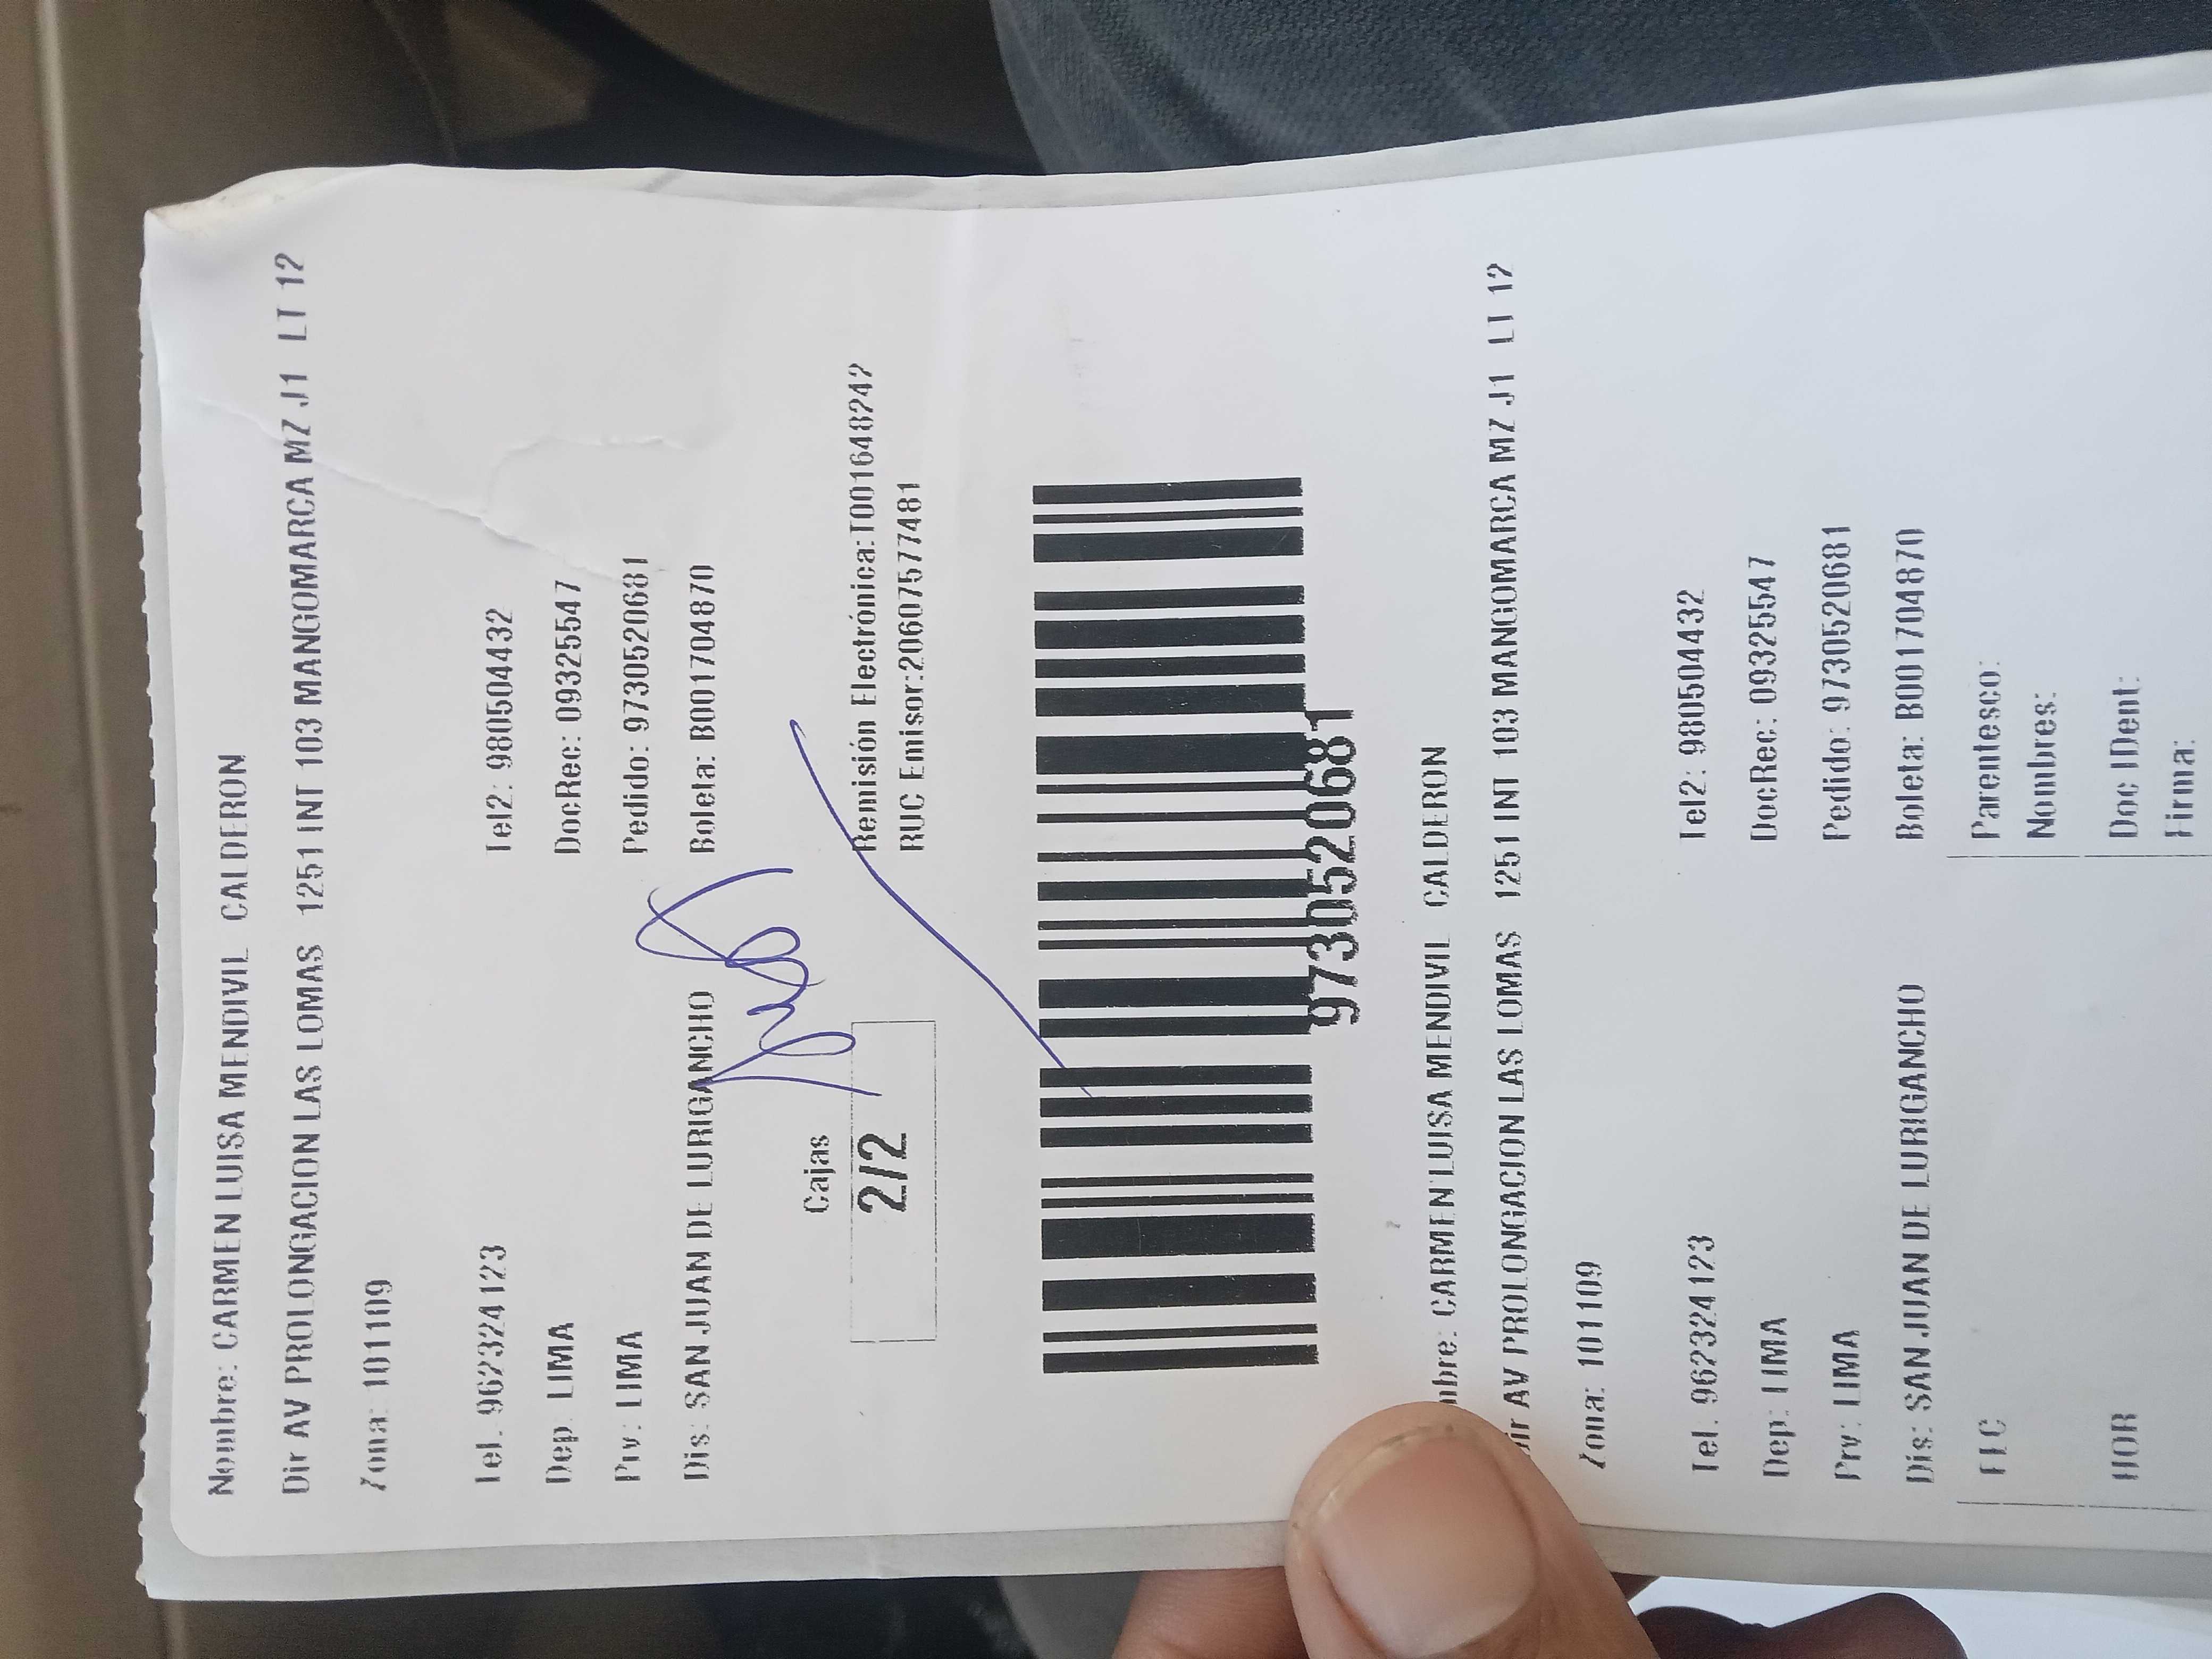 Nombre: CARMEN LUISA MENDIVIL CALDERON
Dir AV PROLONGACION LAS LOMAS 1251 INT 103 MANGOMARCA MZ J1 LT 12
Zona: 101109
Tel. 962324123 Tel2: 980504432
Dep LIMA DocRec: 09325547
Prv. LIMA Pedido: 9730520681
Dis: SAN JUAN DE LURIGANCHO Boleta: B001704870
Cajas
2/2
Remisión Electrónica:T001648242
RUC Emisor:20607577481
9730520681
mbre: CARMEN LUISA MENDIVIL CALDERON
Dir AV PROLONGACION LAS LOMAS 1251 INT 103 MANGOMARCA MZ J1 LT 12
Zona: 101109
Tel. 962324123 Tel2: 980504432
Dep: LIMA DocRec: 09325547
Prv: LIMA Pedido: 9730520681
Dis: SAN JUAN DE LURIGANCHO Boleta: B001704870
FEC Parentesco:
Nombres:
HOR Doc IDent:
Firma: